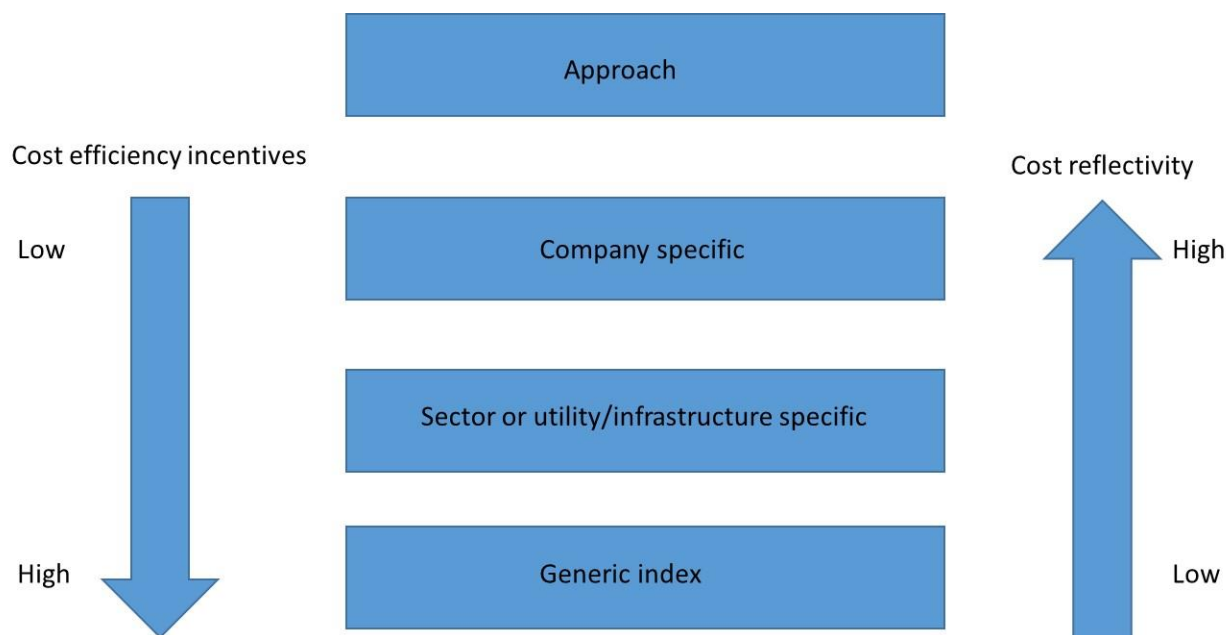 Approach
Cost efficiency incentives
Cost reflectivity
Low
Company specific
High
Sector or utility/infrastructure specific
High
Generic index
Low